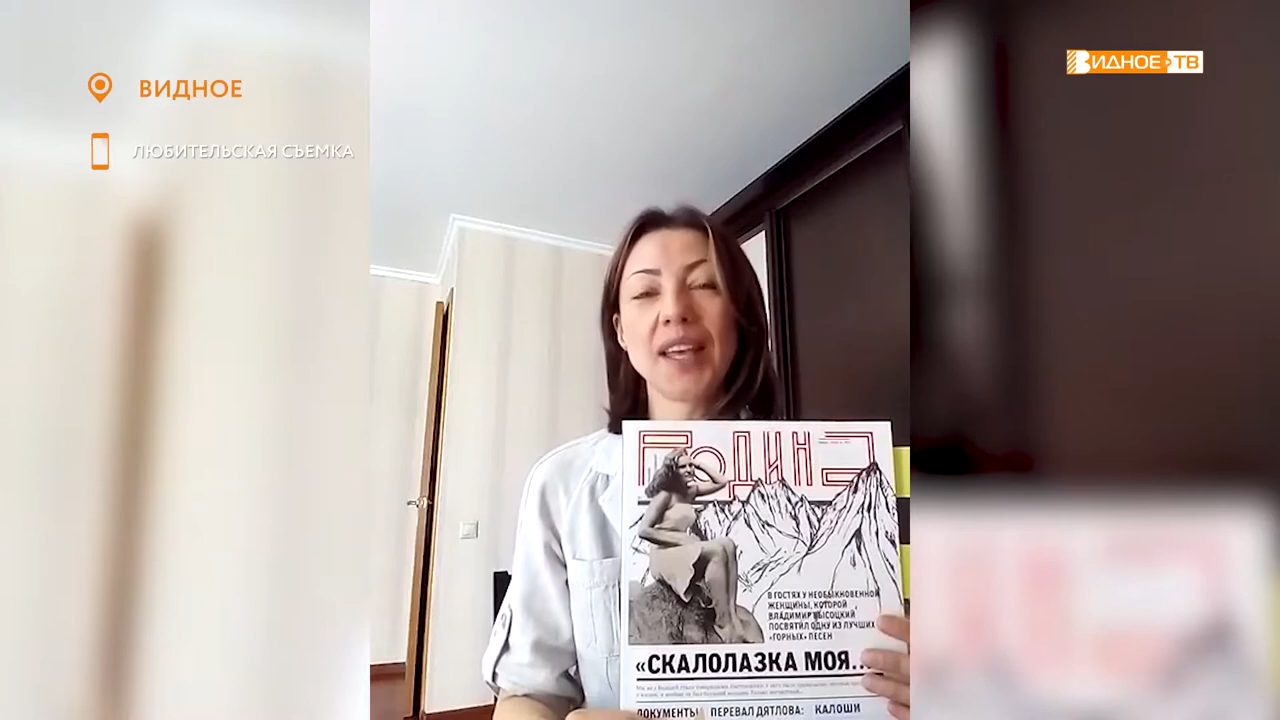 ВИДНОЕ
ЛЮБИТЕЛЬСКАЯ СЪЕМКА
ВИДНОЕ ТВ
РОДИНА
В ГОСТЯХ У НЕОБЫКНОВЕННОЙ
ЖЕНЩИНЫ, КОТОРОЙ
ВЛАДИМИР ВЫСОЦКИЙ
ПОСВЯТИЛ ОДНУ ИЗ ЛУЧШИХ
«ГОРНЫХ» ПЕСЕН
«СКАЛОЛАЗКА МОЯ...
ДОКУМЕНТЫ ПЕРЕВАЛ ДЯТЛОВА: КАЛОШИ